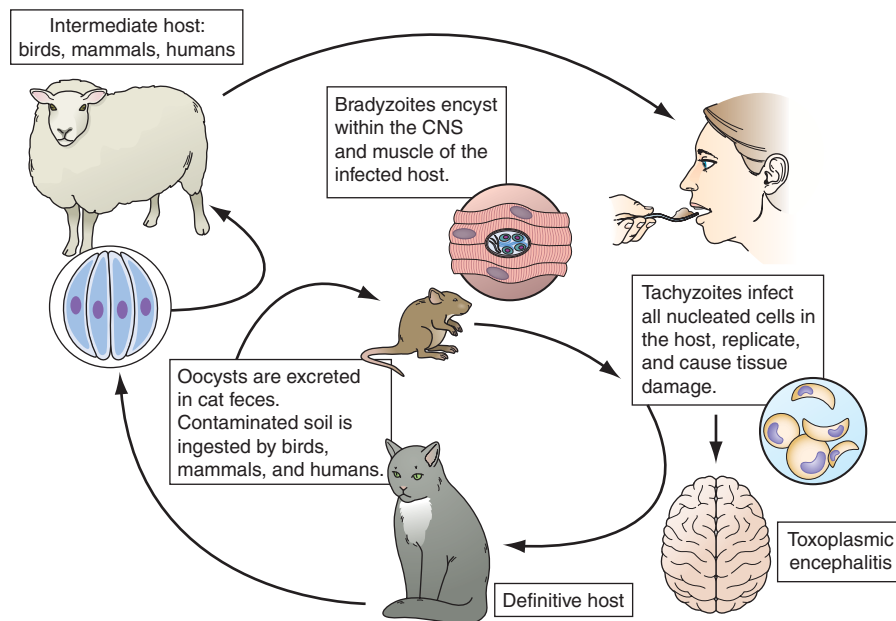 Intermediate host:
birds, mammals, humans
Bradyzoites encyst
within the CNS
and muscle of the
infected host.
Tachyzoites infect
all nucleated cells in
the host, replicate,
and cause tissue
damage.
Oocysts are excreted
in cat feces.
Contaminated soil is
ingested by birds,
mammals, and humans.
Toxoplasmic
encephalitis
Definitive host